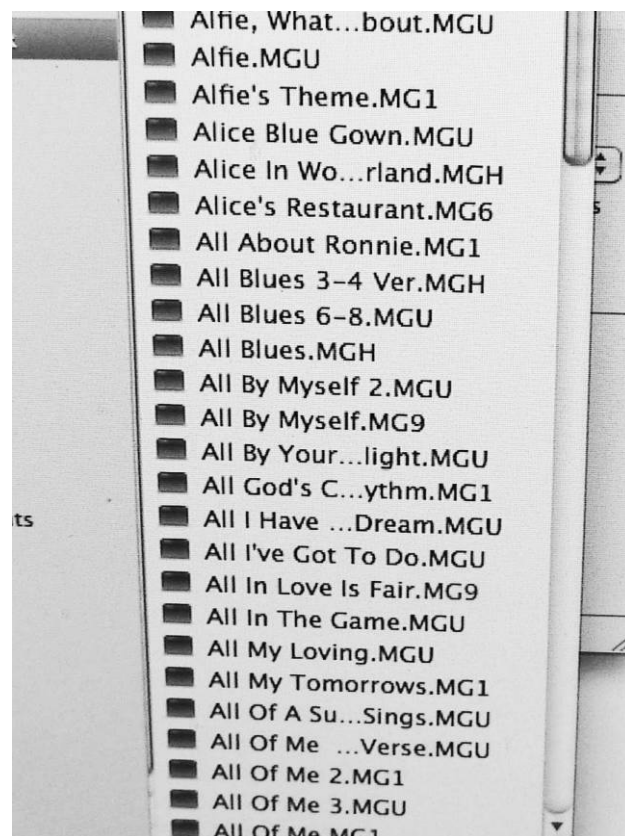 Alfie, What...bout.MGU
Alfie.MGU
Alfie's Theme.MG1
Alice Blue Gown.MGU
Alice In Wo...rland.MGH
Alice's Restaurant.MG6
s
All About Ronnie.MG1
All Blues 3-4 Ver.MGH
All Blues 6-8.MGU
All Blues.MGH
All By Myself 2.MGU
All By Myself.MG9
All By Your...light.MGU
All God's C...ythm.MG1
ts
All I Have ...Dream.MGU
All I've Got To Do.MGU
All In Love Is Fair.MG9
All In The Game.MGU
All My Loving.MGU
All My Tomorrows.MG1
All Of A Su...Sings.MGU
All Of Me ...Verse.MGU
All Of Me 2.MG1
All Of Me 3.MGU
All Of Me.MG1